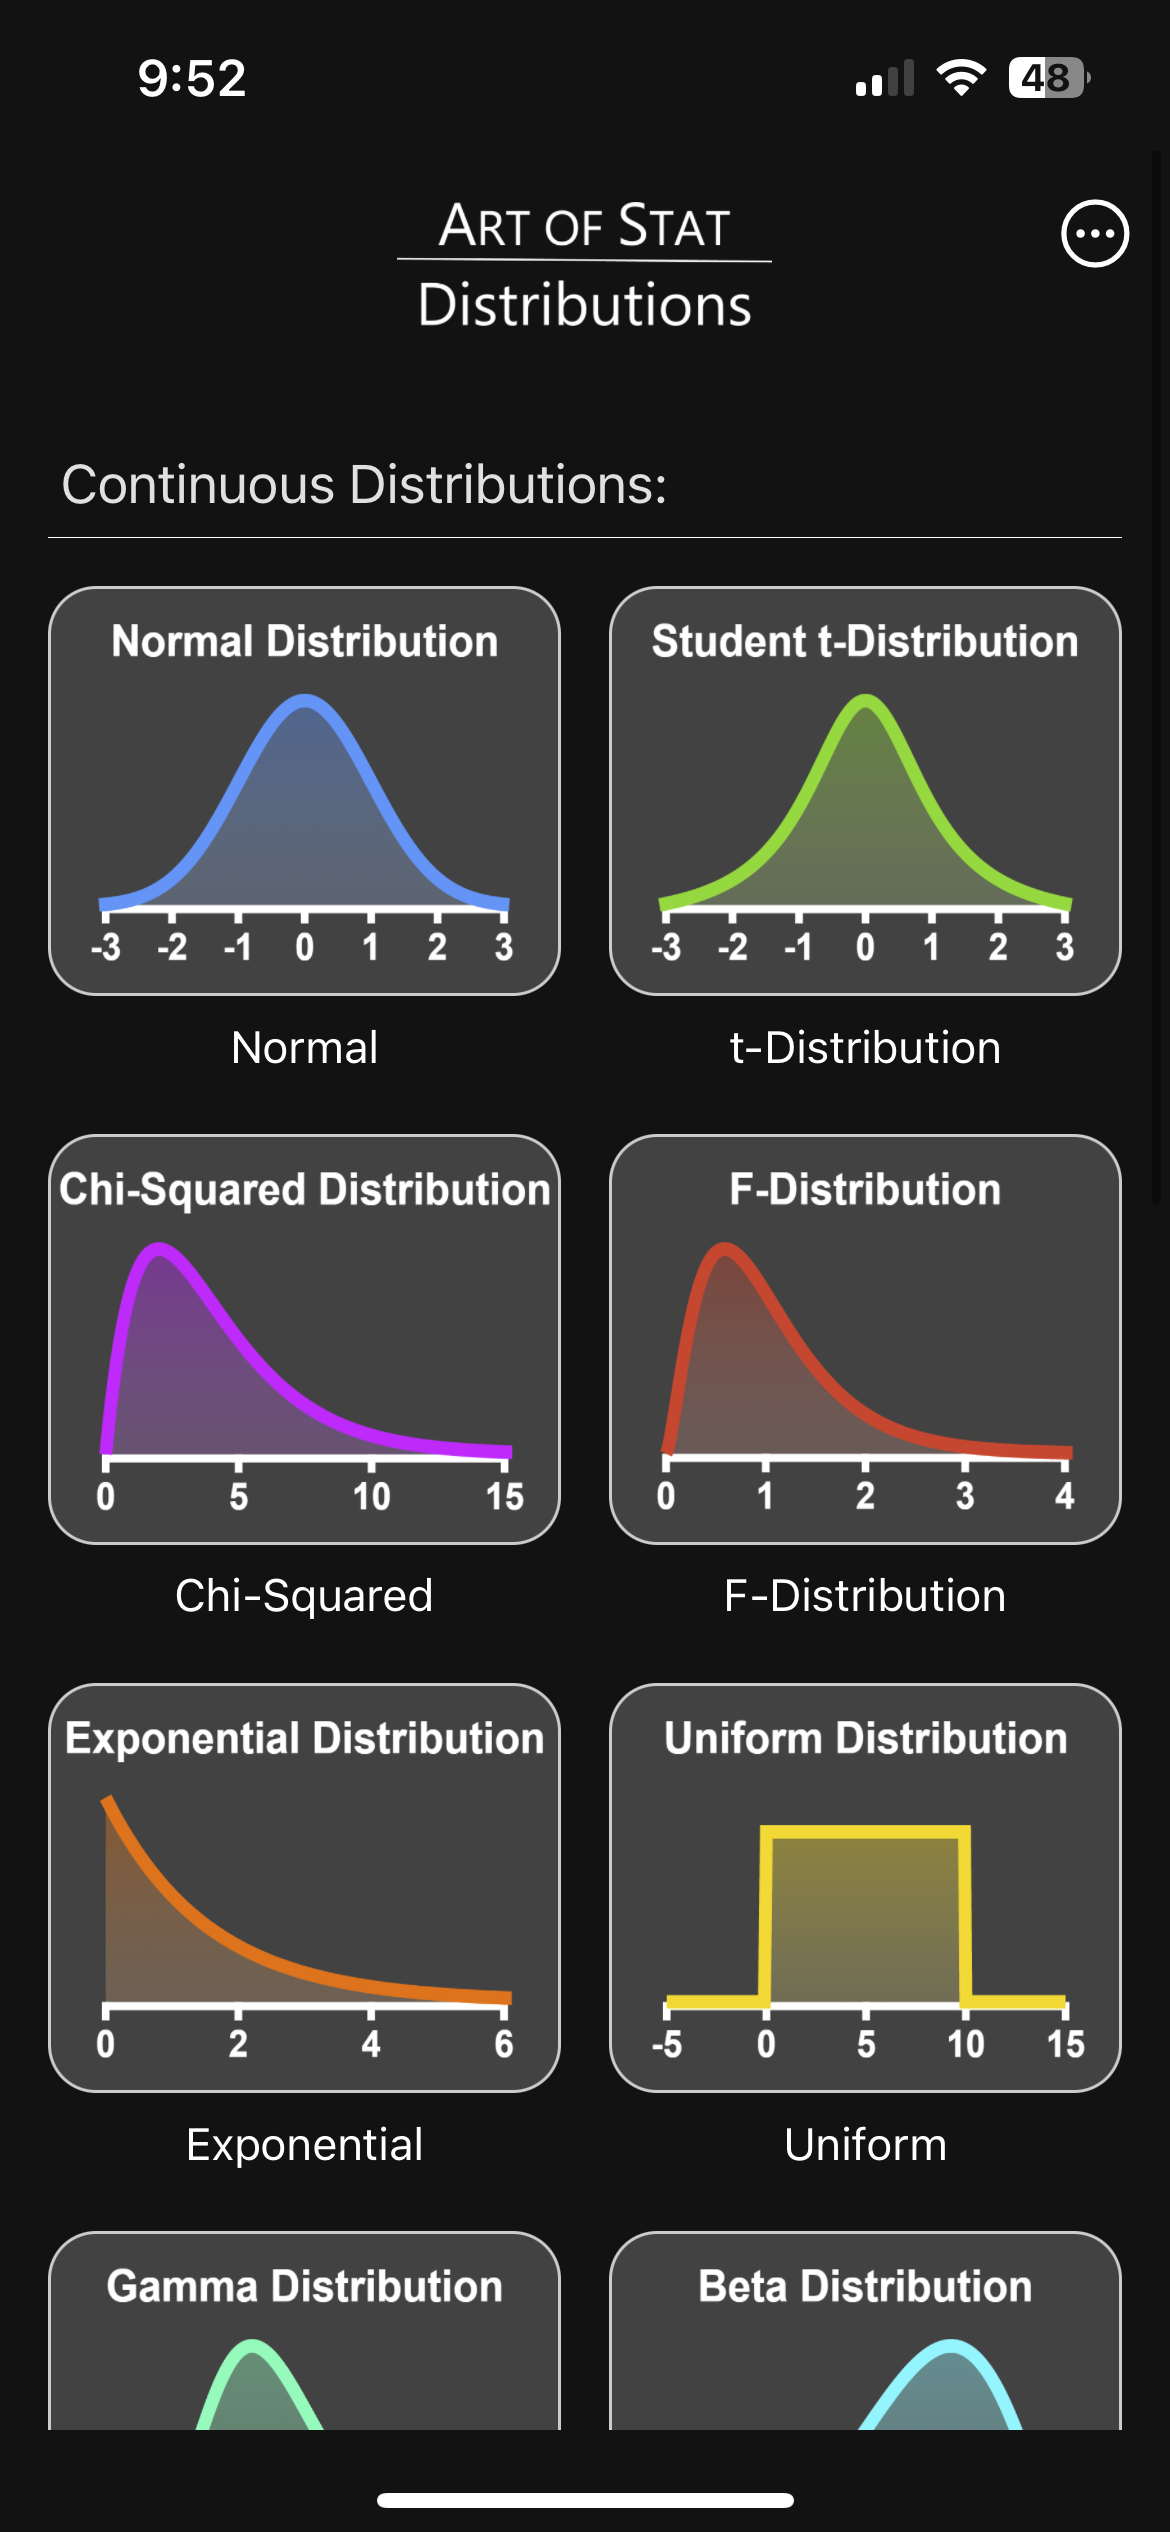 9:52
48
ART OF STAT
Distributions
Continuous Distributions:
Normal Distribution
-3 -2 -1 0 1 2 3
Normal
Student t-Distribution
-3 -2 -1 0 1 2 3
t-Distribution
Chi-Squared Distribution
0 5 10 15
Chi-Squared
F-Distribution
0 1 2 3 4
F-Distribution
Exponential Distribution
0 2 4 6
Exponential
Uniform Distribution
-5 0 5 10 15
Uniform
Gamma Distribution
Beta Distribution